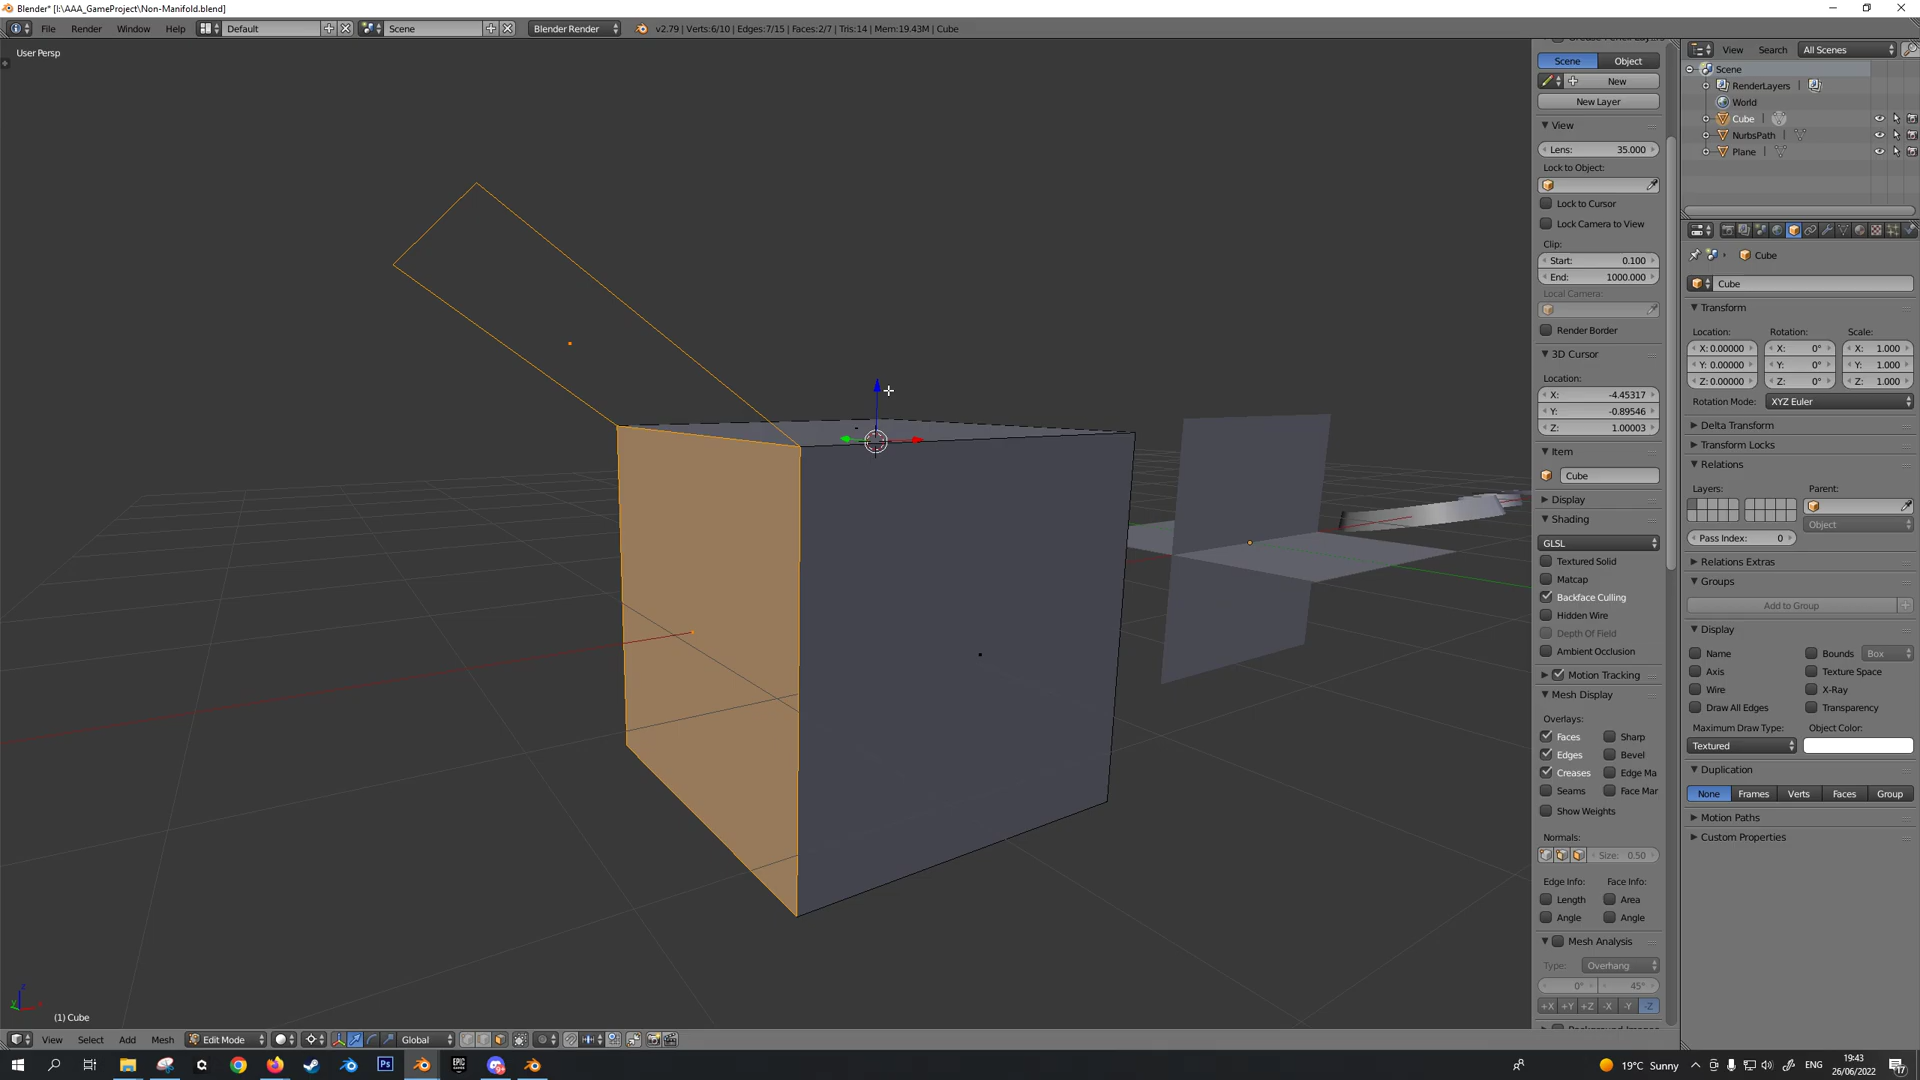 Blender* [I:\AAA_GameProject\Non-Manifold.blend]
File Render Window Help Default Scene Blender Render v2.79 | Verts:6/10 | Edges:7/15 | Faces:2/7 | Tris:14 | Mem:19.43M | Cube
User Persp
(1) Cube
View Select Add Mesh Edit Mode Global
Scene Object
New
New Layer
View
Lens: 35.000
Lock to Object:
Lock to Cursor
Lock Camera to View
Clip:
Start: 0.100
End: 1000.000
Local Camera:
Render Border
3D Cursor
Location:
X: -4.45317
Y: -0.89546
Z: 1.00003
Item
Cube
Display
Shading
GLSL
Textured Solid
Matcap
Backface Culling
Hidden Wire
Depth Of Field
Ambient Occlusion
Motion Tracking
Mesh Display
Overlays:
Faces Sharp
Edges Bevel
Creases Edge Ma
Seams Face Mar
Show Weights
Normals:
Size: 0.50
Edge Info: Face Info:
Length Area
Angle Angle
Mesh Analysis
Type: Overhang
0° 45°
+X +Y +Z -X -Y -Z
View Search All Scenes
Scene
RenderLayers
World
Cube
NurbsPath
Plane
Cube
Cube
Transform
Location: Rotation: Scale:
X: 0.00000 X: 0° X: 1.000
Y: 0.00000 Y: 0° Y: 1.000
Z: 0.00000 Z: 0° Z: 1.000
Rotation Mode: XYZ Euler
Delta Transform
Transform Locks
Relations
Layers: Parent:
Object
Pass Index: 0
Relations Extras
Groups
Add to Group
Display
Name Bounds Box
Axis Texture Space
Wire X-Ray
Draw All Edges Transparency
Maximum Draw Type: Object Color:
Textured
Duplication
None Frames Verts Faces Group
Motion Paths
Custom Properties
Ps EPIC 19°C Sunny ENG 19:43
26/06/2022 17